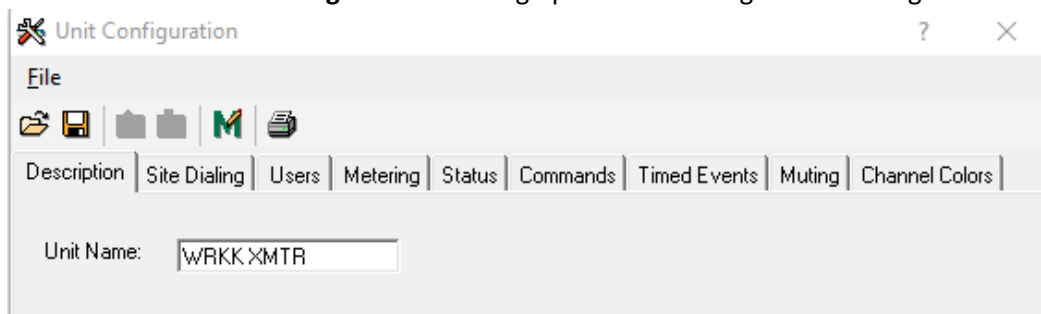 Unit Configuration ? ×
File
M
Description Site Dialing Users Metering Status Commands Timed Events Muting Channel Colors
Unit Name: WRKK XMTR